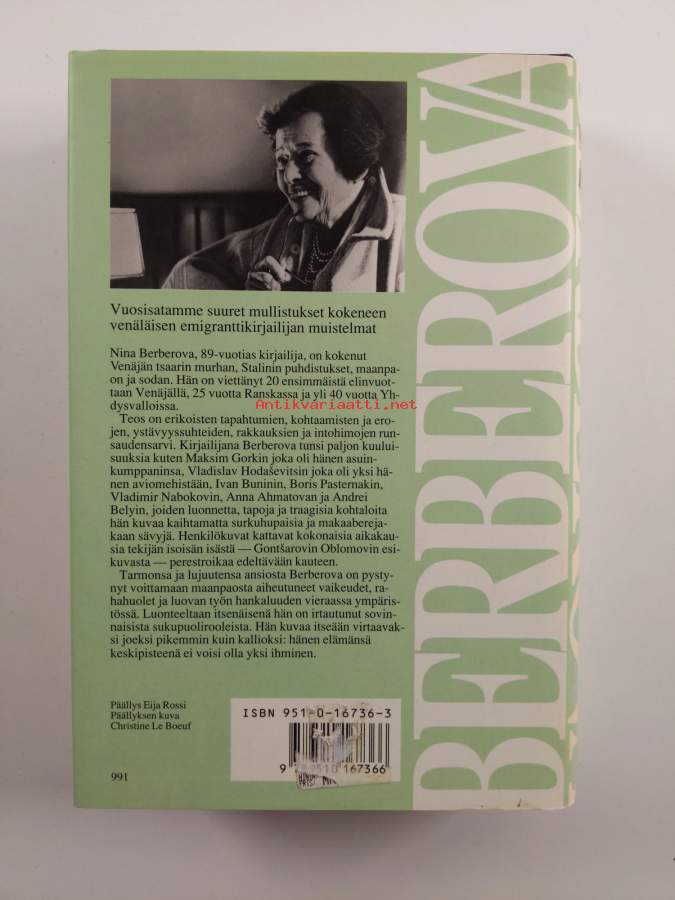 Vuosisatamme suuret mullistukset kokeneen
venäläisen emigranttikirjailijan muistelmat
Nina Berberova, 89-vuotias kirjailija, on kokenut
Venäjän tsaarin murhan, Stalinin puhdistukset, maanpa-
on ja sodan. Hän on viettänyt 20 ensimmäistä elinvuot-
taan Venäjällä, 25 vuotta Ranskassa ja yli 40 vuotta Yh-
dysvalloissa.
Antikvariaatti.net
Teos on erikoisten tapahtumien, kohtaamisten ja ero-
jen, ystävyyssuhteiden, rakkauksien ja intohimojen run-
saudensarvi. Kirjailijana Berberova tunsi paljon kuului-
suuksia kuten Maksim Gorkin joka oli hänen asuin-
kumppaninsa, Vladislav Hodaševitsin joka oli yksi hä-
nen aviomehistään, Ivan Buninin, Boris Pasternakin,
Vladimir Nabokovin, Anna Ahmatovan ja Andrei
Belyin, joiden luonnetta, tapoja ja traagisia kohtaloita
hän kuvaa kaihtamatta surkuhupaisia ja makaabereja-
kaan sävyjä. Henkilökuvat kattavat kokonaisia aikakau-
sia tekijän isoisän isästä — Gontšarovin Oblomovin esi-
kuvasta — perestroikaa edeltävään kauteen.
Tarmonsa ja lujuutensa ansiosta Berberova on pysty-
nyt voittamaan maanpaosta aiheutuneet vaikeudet, ra-
hahuolet ja luovan työn hankaluuden vieraassa ympäris-
tössä. Luonteeltaan itsenäisenä hän on irtautunut sovin-
naisista sukupuolirooleista. Hän kuvaa itseään virtaavak-
si joeksi pikemmin kuin kallioksi: hänen elämänsä
keskipisteenä ei voisi olla yksi ihminen.
Päällys Eija Rossi
Päällyksen kuva
Christine Le Boeuf
991
ISBN 951-0-16736-3
9 789510 167366
BERBEROVA